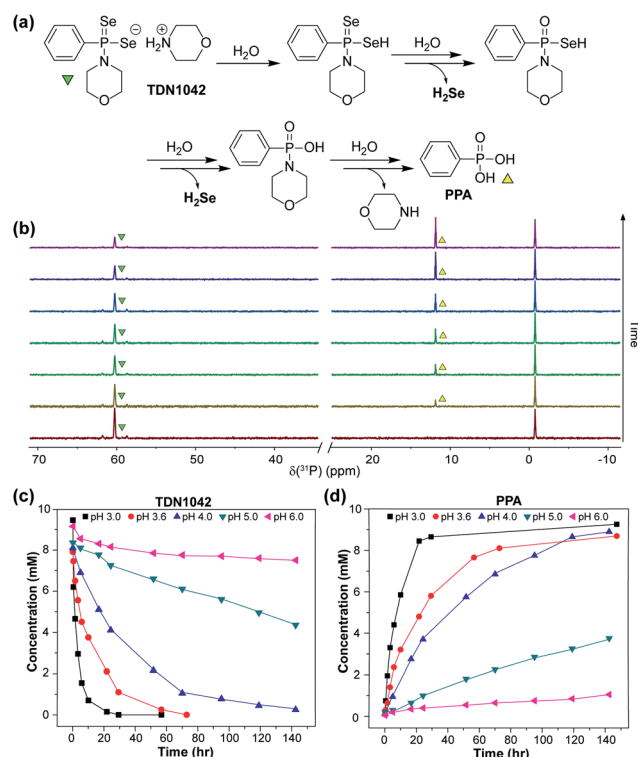 (a)
Se
P
Se
⊖
N
O
H2N
⊕
O
TDN1042
H2O
Se
P
SeH
N
O
H2O
H2Se
O
P
SeH
N
O
H2O
H2Se
O
P
OH
N
O
H2O
O
NH
O
P
OH
OH
PPA
(b)
Time
70 60 50 40 20 10 0 -10
δ(31P) (ppm)
(c) TDN1042
pH 3.0 pH 3.6 pH 4.0 pH 5.0 pH 6.0
Concentration (mM)
10
8
6
4
2
0
0 20 40 60 80 100 120 140
Time (hr)
(d) PPA
pH 3.0 pH 3.6 pH 4.0 pH 5.0 pH 6.0
Concentration (mM)
10
8
6
4
2
0
0 20 40 60 80 100 120 140
Time (hr)